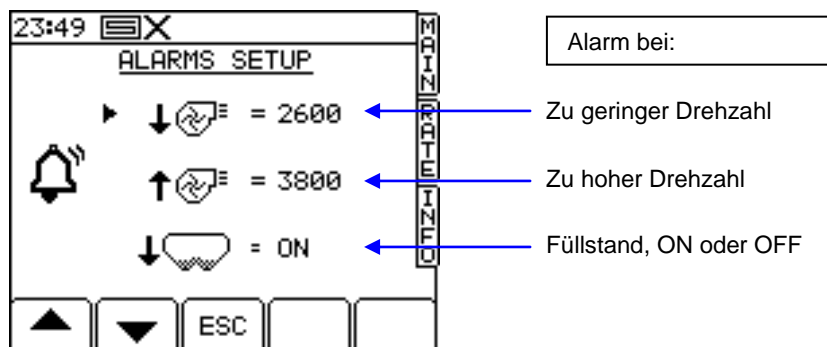 23:49
ALARMS SETUP
= 2600
= 3800
= ON
ESC
MAIN
RATE
INFO
Alarm bei:
Zu geringer Drehzahl
Zu hoher Drehzahl
Füllstand, ON oder OFF